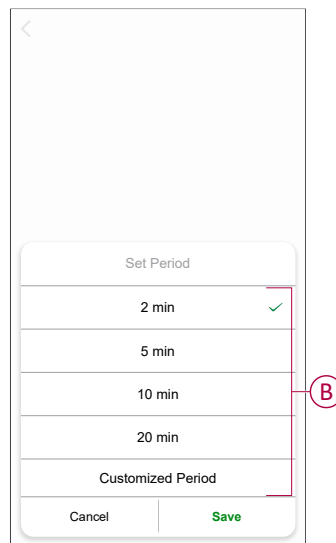 Set Period
2 min
5 min
10 min
20 min
Customized Period
Cancel Save
B